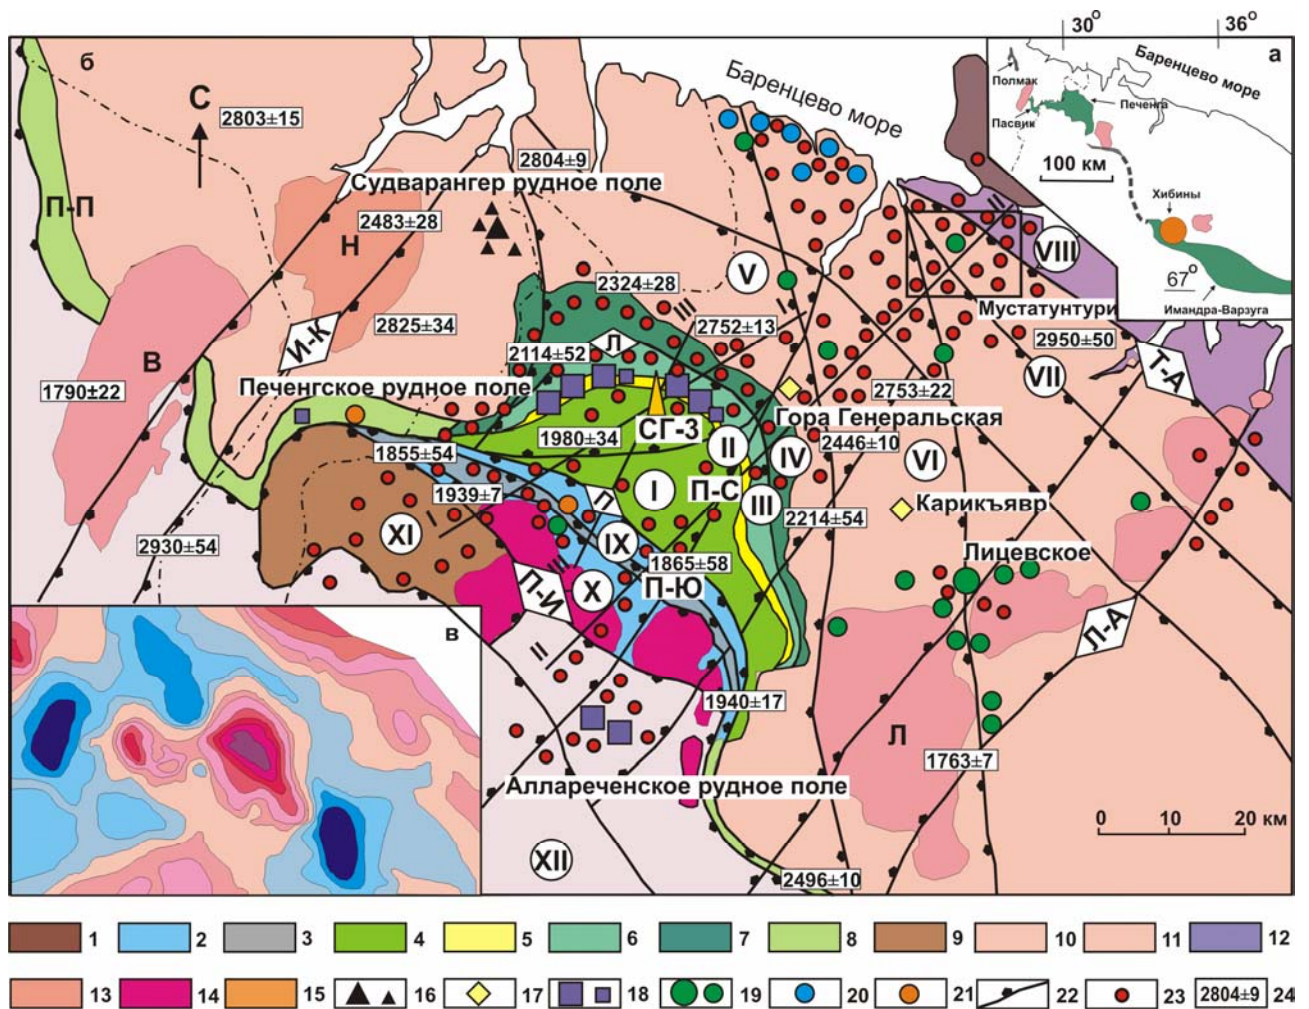 30° 36°
а
Баренцево море
Полмак
Печенга
Пасвик
100 км
Хибины
67°
Имандра-Варзуга
б
С
2803±15
2804±9
Баренцево море
Судварангер рудное поле
П-П
Н
2483±28
V
VIII
III
2324±28
III
I
Мустатунтури
2825±34
2752±13
2950±50
И-К
Л
2114±52
Т-А
VII
В
Печенгское рудное поле
1790±22
2753±22
Гора Генеральская
СГ-3
1980±34
2446±10
1855±54
II
IV
VI
1939±7
I
П-С
П
III
Карикъявр
I
2214±54
XI
IX
2930±54
Лицевское
1865±58
III
П-И
X
П-Ю
Л-А
в
II
1940±17
Л
1763±7
Аллареченское рудное поле
0 10 20 км
XII
2496±10
1 2 3 4 5 6 7 8 9 10 11 12
13 14 15 16 17 18 19 20 21 22 23 2804±9 24